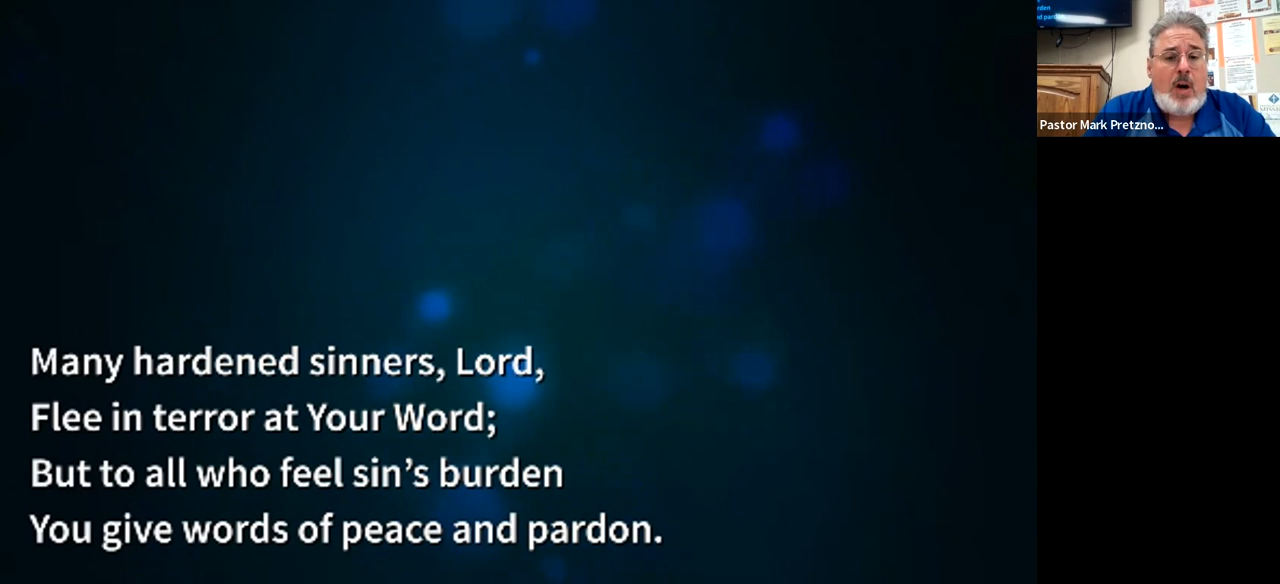 Many hardened sinners, Lord,
Flee in terror at Your Word;
But to all who feel sin’s burden
You give words of peace and pardon.
Pastor Mark Pretzno...